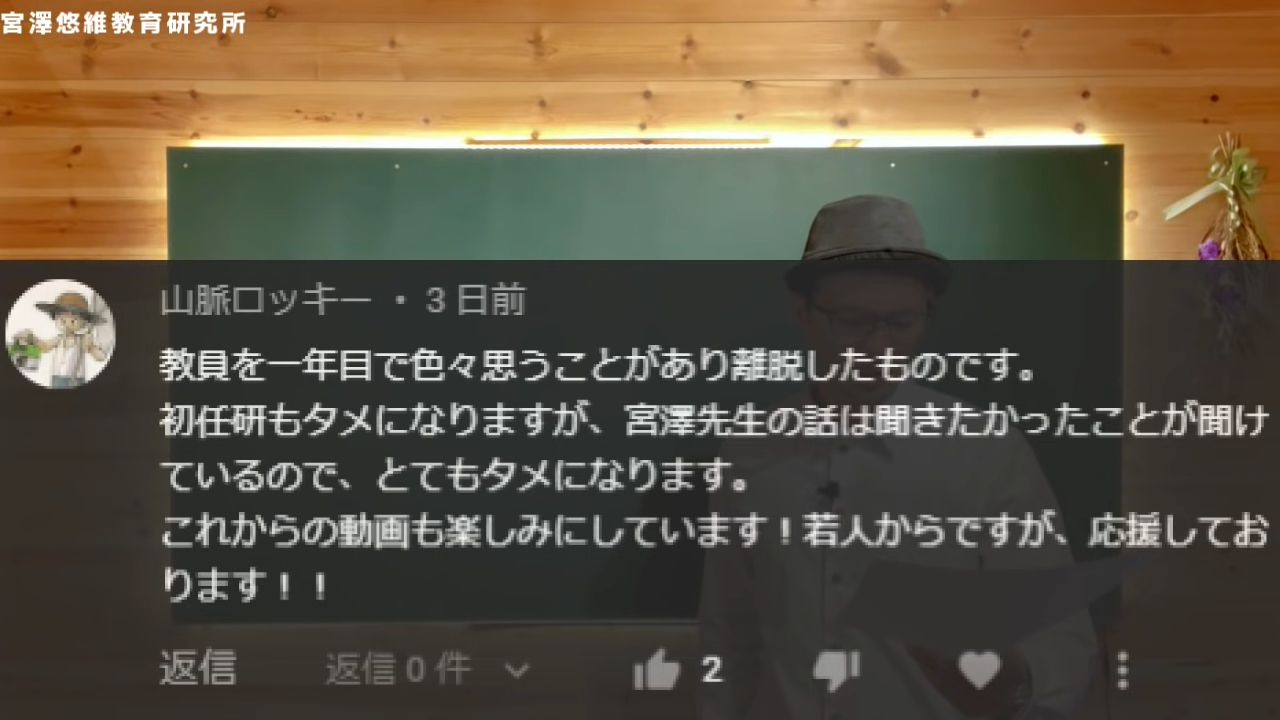 宮澤悠維教育研究所
山脈ロッキー・3 日前
教員を一年目で色々思うことがあり離脱したものです。
初任研もタメになりますが、宮澤先生の話は聞きたかったことが聞け
ているので、とてもタメになります。
これからの動画も楽しみにしています！若人からですが、応援してお
ります！！
返信 返信 0 件 2